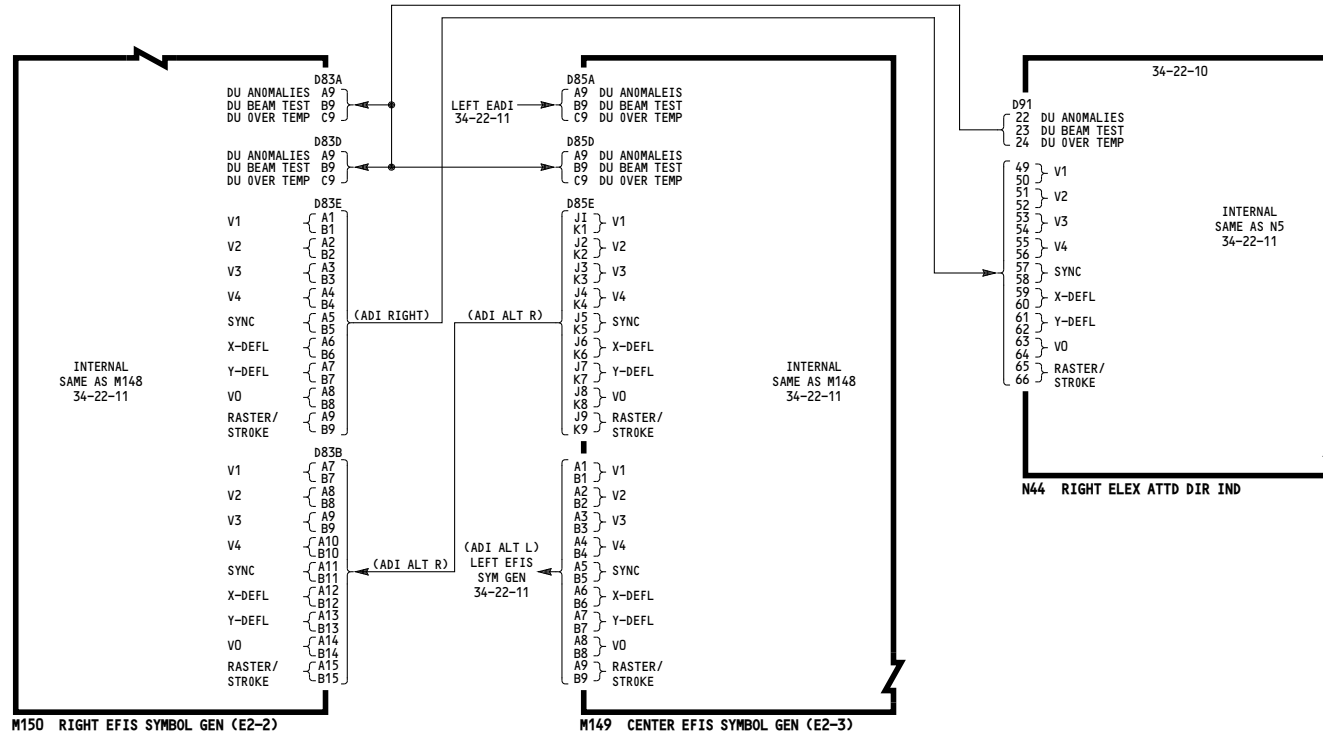 D83A
DU ANOMALIES A9
DU BEAM TEST B9
DU OVER TEMP C9
D83D
DU ANOMALIES A9
DU BEAM TEST B9
DU OVER TEMP C9
D83E
V1 A1
B1
V2 A2
B2
V3 A3
B3
V4 A4
B4
SYNC A5
B5
X-DEFL A6
B6
Y-DEFL A7
B7
VO A8
B8
RASTER/ A9
STROKE B9
(ADI RIGHT)
INTERNAL
SAME AS M148
34-22-11
D83B
V1 A7
B7
V2 A8
B8
V3 A9
B9
V4 A10
B10
SYNC A11
B11
X-DEFL A12
B12
Y-DEFL A13
B13
VO A14
B14
RASTER/ A15
STROKE B15
(ADI ALT R)
M150 RIGHT EFIS SYMBOL GEN (E2-2)
LEFT EADI
34-22-11
D85A
A9 DU ANOMALEIS
B9 DU BEAM TEST
C9 DU OVER TEMP
D85D
A9 DU ANOMALEIS
B9 DU BEAM TEST
C9 DU OVER TEMP
D85E
JI V1
K1
J2 V2
K2
J3 V3
K3
J4 V4
K4
(ADI ALT R)
J5 SYNC
K5
J6 X-DEFL
K6
J7 Y-DEFL
K7
J8 VO
K8
J9 RASTER/
K9 STROKE
INTERNAL
SAME AS M148
34-22-11
A1 V1
B1
A2 V2
B2
A3 V3
B3
A4 V4
B4
A5 SYNC
B5
A6 X-DEFL
B6
A7 Y-DEFL
B7
A8 VO
B8
A9 RASTER/
B9 STROKE
(ADI ALT L)
LEFT EFIS
SYM GEN
34-22-11
M149 CENTER EFIS SYMBOL GEN (E2-3)
34-22-10
D91
22 DU ANOMALIES
23 DU BEAM TEST
24 DU OVER TEMP
49 V1
50
51 V2
52
53 V3
54
55 V4
56
57 SYNC
58
59 X-DEFL
60
61 Y-DEFL
62
63 VO
64
65 RASTER/
66 STROKE
INTERNAL
SAME AS N5
34-22-11
N44 RIGHT ELEX ATTD DIR IND